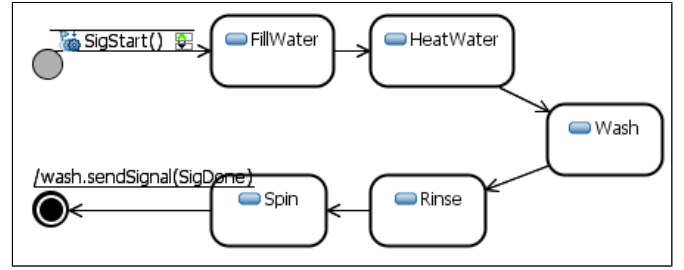 SigStart()
FillWater
HeatWater
Wash
/wash.sendSignal(SigDone)
Spin
Rinse